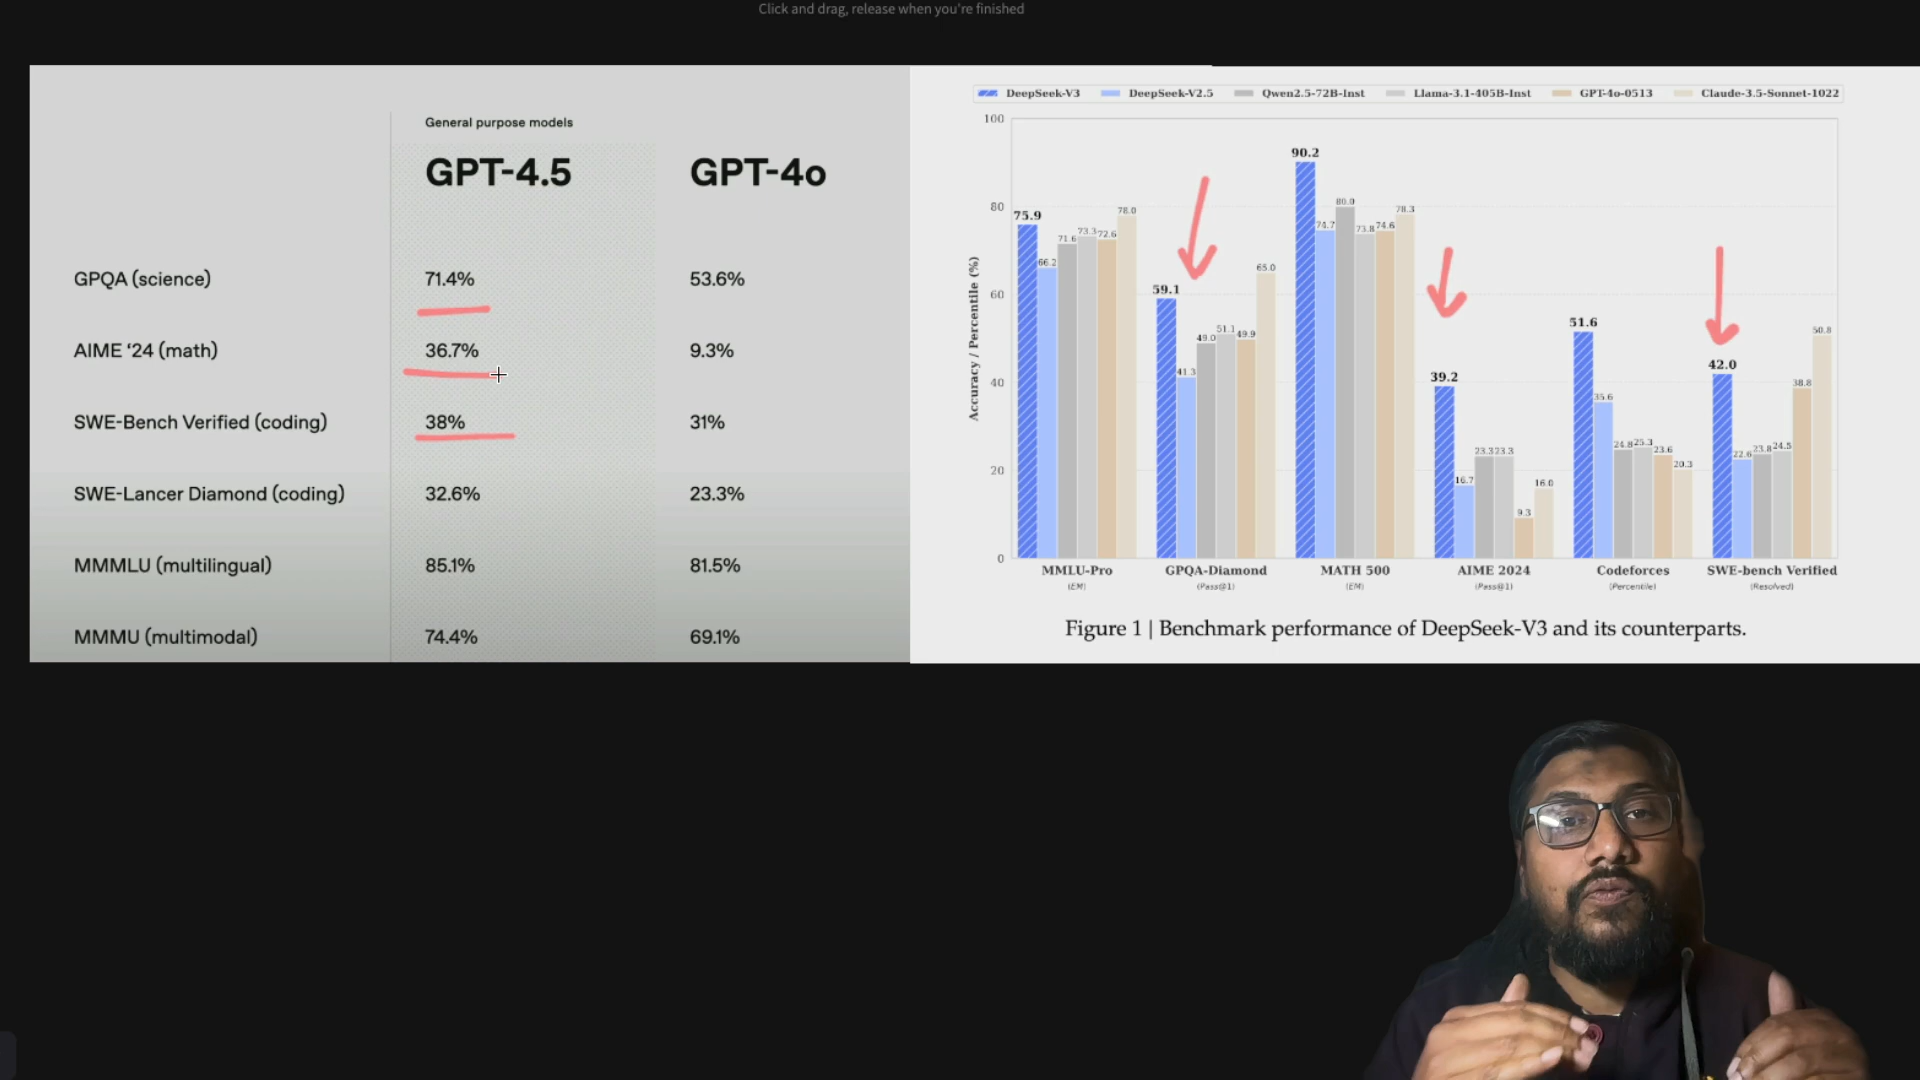 Click and drag, release when you're finished
General purpose models
GPT-4.5 GPT-4o
GPQA (science) 71.4% 53.6%
AIME ‘24 (math) 36.7% 9.3%
SWE-Bench Verified (coding) 38% 31%
SWE-Lancer Diamond (coding) 32.6% 23.3%
MMMLU (multilingual) 85.1% 81.5%
MMMU (multimodal) 74.4% 69.1%
DeepSeek-V3 DeepSeek-V2.5 Qwen2.5-72B-Inst Llama-3.1-405B-Inst GPT-4o-0513 Claude-3.5-Sonnet-1022
Accuracy / Percentile (%)
100
80
60
40
20
0
75.9 66.2 71.6 73.3 72.6 78.0
59.1 41.3 49.0 51.1 49.9 65.0
90.2 74.7 80.0 73.8 74.6 78.3
39.2 16.7 23.3 23.3 9.3 16.0
51.6 35.6 24.8 25.3 23.6 20.3
42.0 22.6 23.8 24.5 38.8 50.8
MMLU-Pro GPQA-Diamond MATH 500 AIME 2024 Codeforces SWE-bench Verified
(EM) (Pass@1) (EM) (Pass@1) (Percentile) (Resolved)
Figure 1 | Benchmark performance of DeepSeek-V3 and its counterparts.